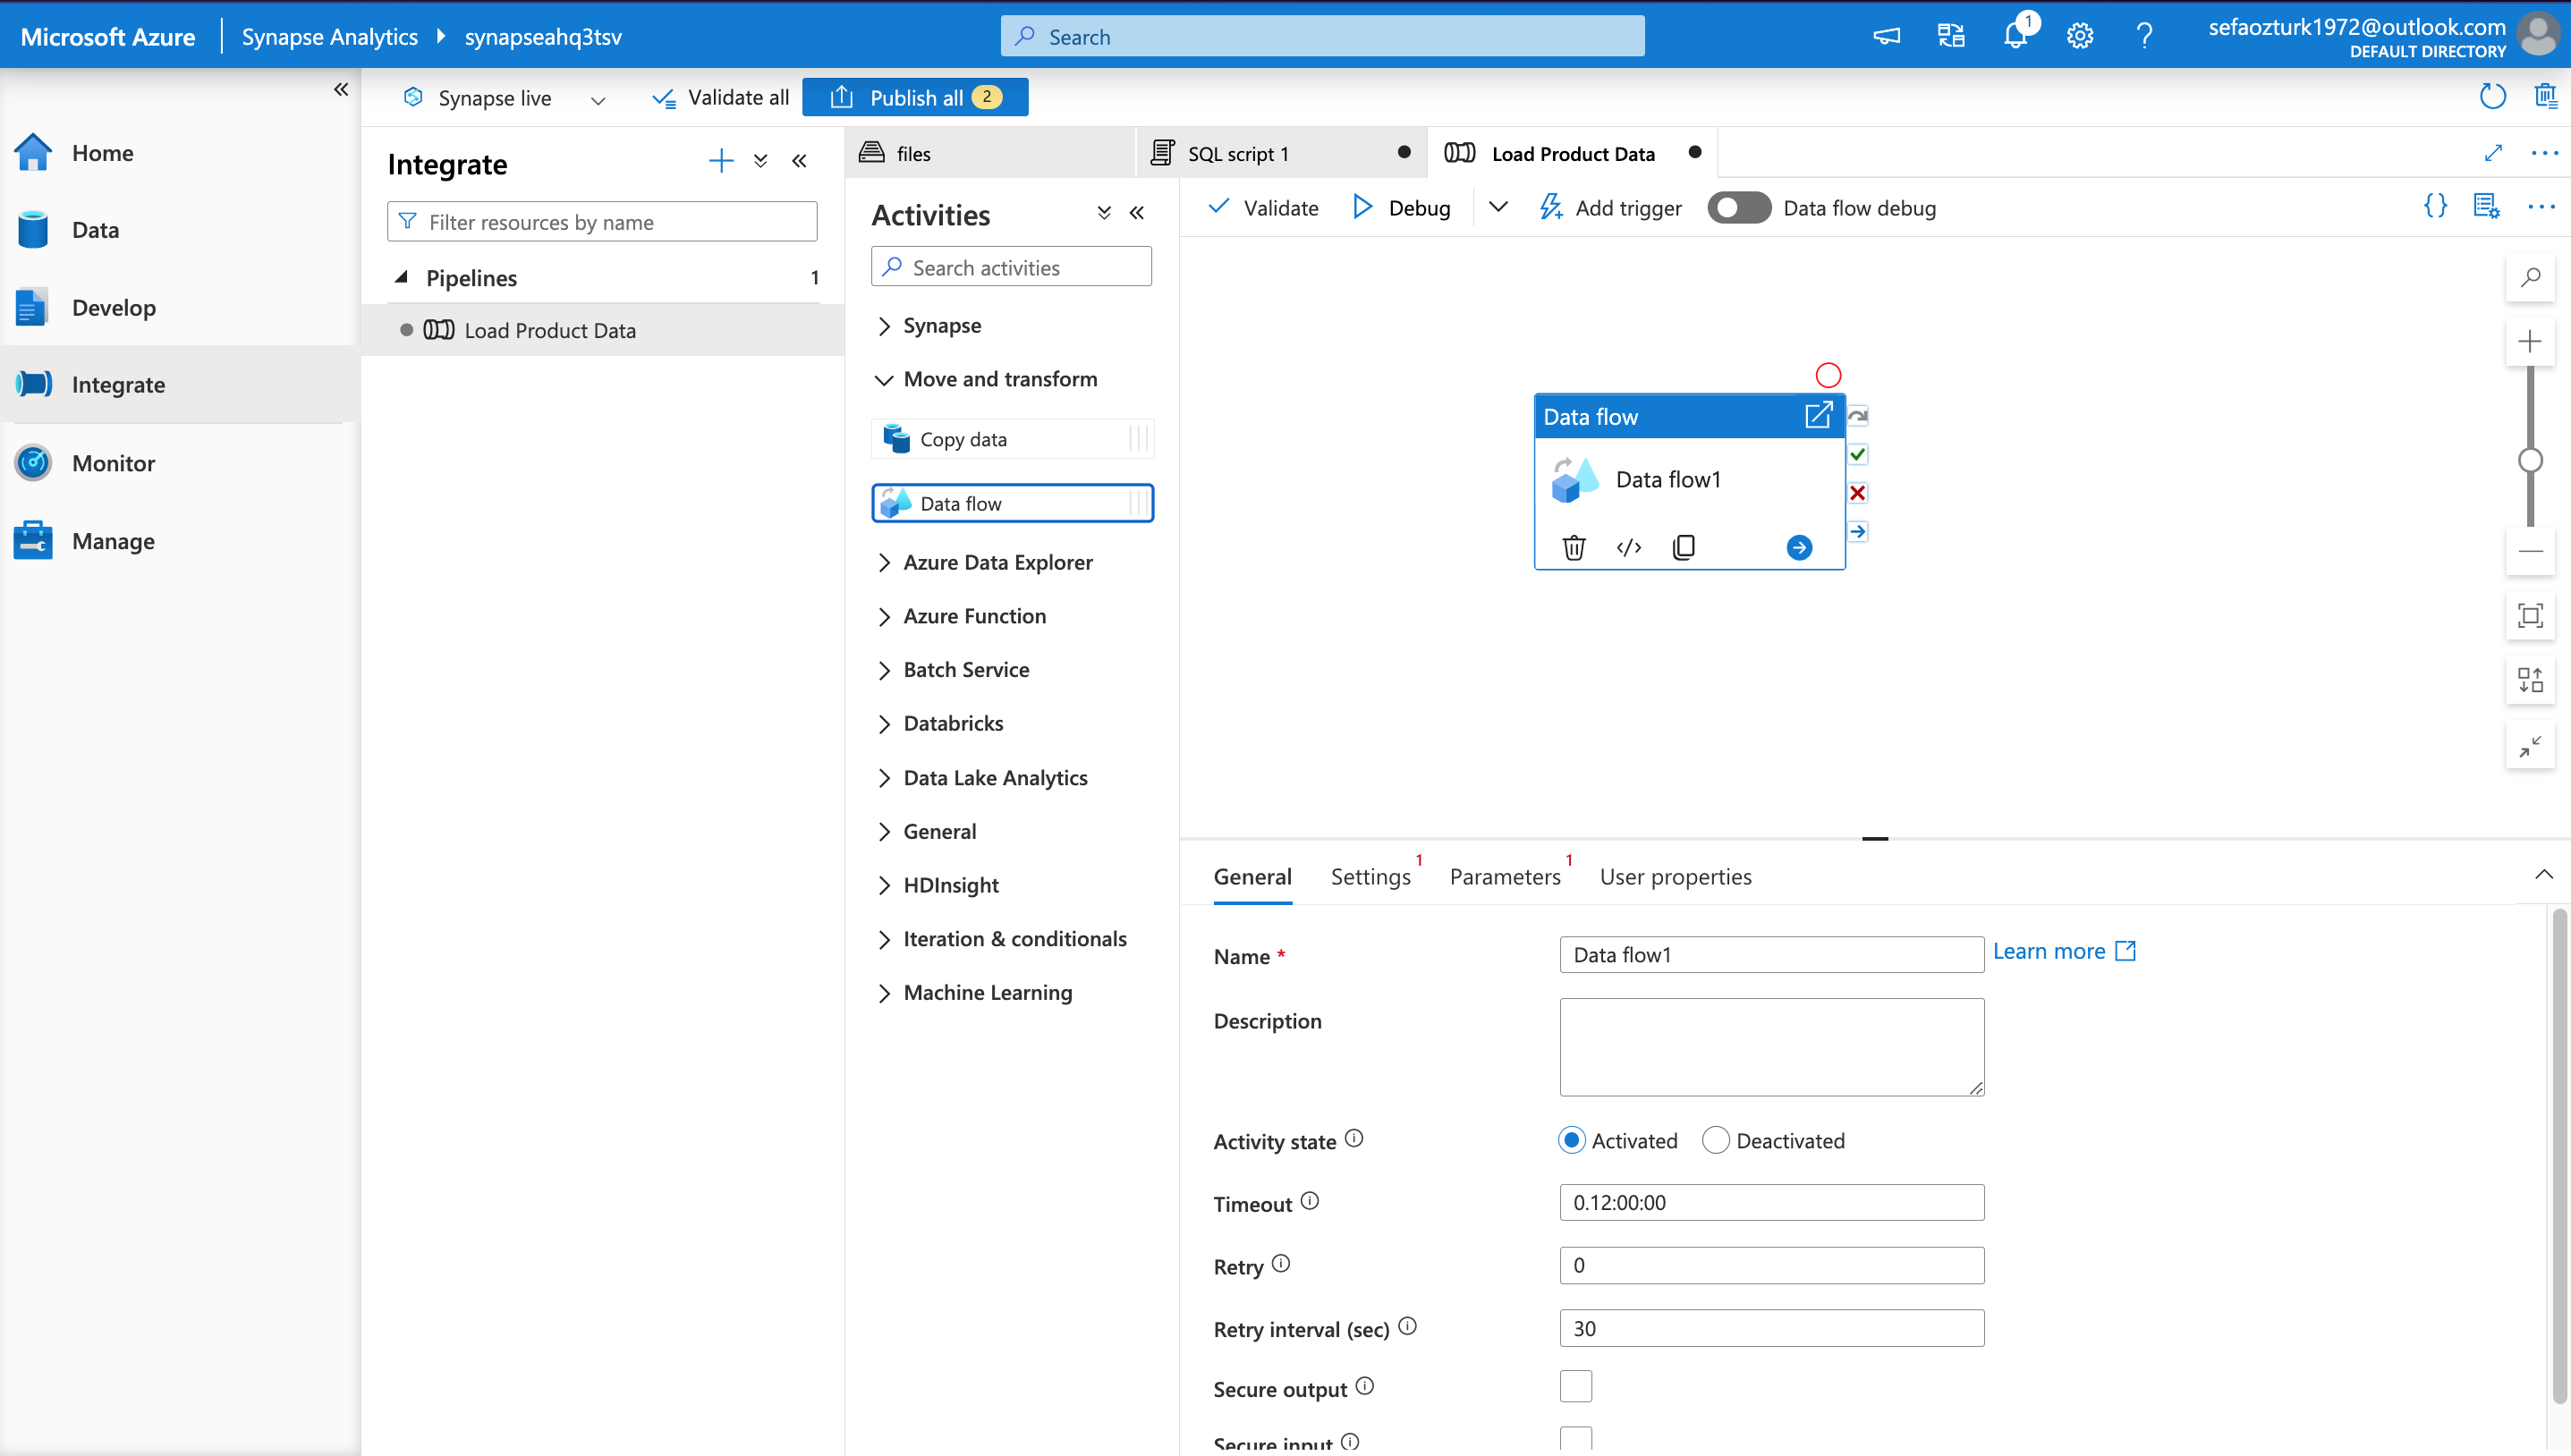 Microsoft Azure
Synapse Analytics
synapseahq3tsv
Search
1
sefaozturk1972@outlook.com
DEFAULT DIRECTORY
Synapse live
Validate all
Publish all 2
Home
Data
Develop
Integrate
Monitor
Manage
Integrate
Filter resources by name
Pipelines 1
Load Product Data
files
SQL script 1
Load Product Data
Activities
Search activities
Synapse
Move and transform
Copy data
Data flow
Azure Data Explorer
Azure Function
Batch Service
Databricks
Data Lake Analytics
General
HDInsight
Iteration & conditionals
Machine Learning
Validate
Debug
Add trigger
Data flow debug
Data flow
Data flow1
General
Settings 1
Parameters 1
User properties
Name *
Data flow1
Learn more
Description
Activity state
Activated
Deactivated
Timeout
0.12:00:00
Retry
0
Retry interval (sec)
30
Secure output
Secure input